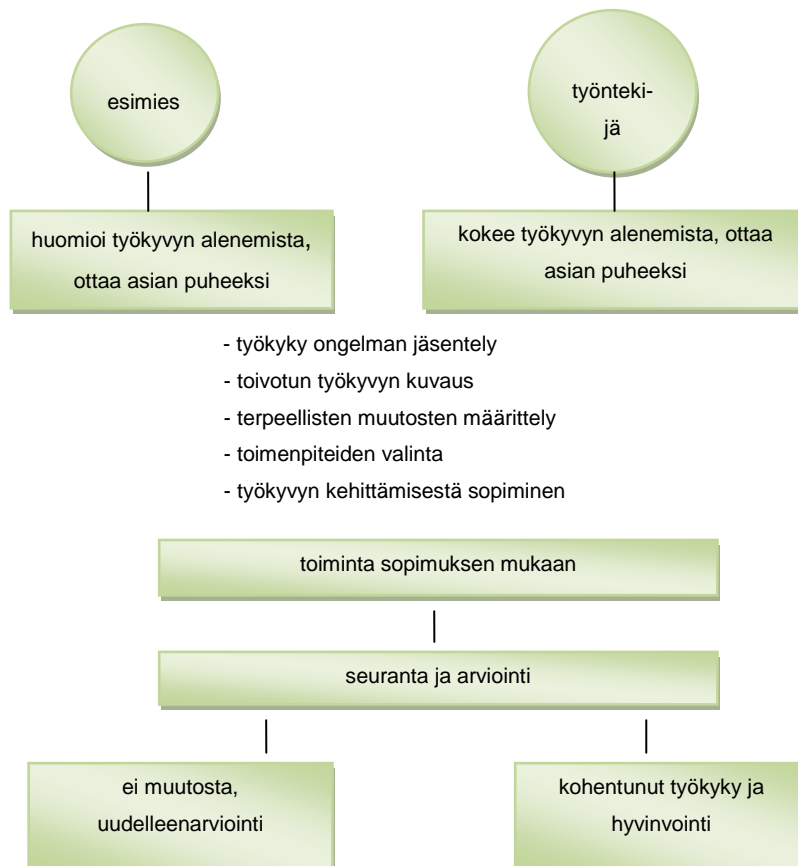 esimies
työnteki-
jä
huomioi työkyvyn alenemista,
ottaa asian puheeksi
kokee työkyvyn alenemista, ottaa
asian puheeksi
- työkyky ongelman jäsentely
- toivotun työkyvyn kuvaus
- terpeellisten muutosten määrittely
- toimenpiteiden valinta
- työkyvyn kehittämisestä sopiminen
toiminta sopimuksen mukaan
seuranta ja arviointi
ei muutosta,
uudelleenarviointi
kohentunut työkyky ja
hyvinvointi